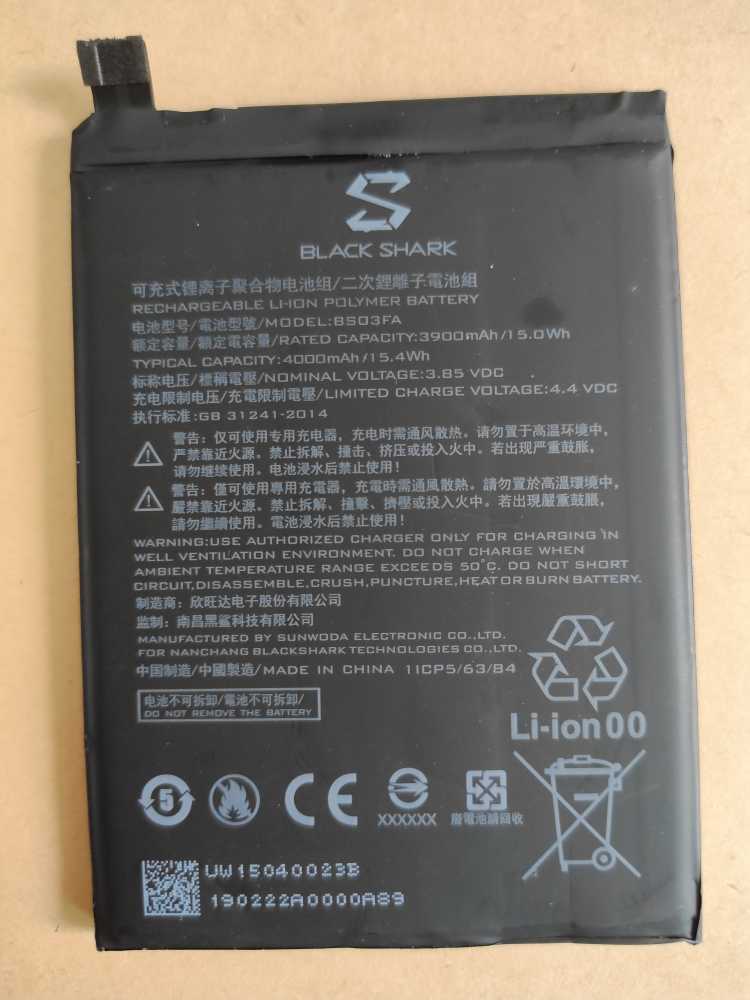 BLACK SHARK
可充式锂离子聚合物电池组/二次鋰離子電池組
RECHARGEABLE LI-ION POLYMER BATTERY
电池型号/電池型號/MODEL:BS03FA
额定容量/額定電容量/RATED CAPACITY:3900mAh/15.0Wh
TYPICAL CAPACITY:4000mAh/15.4Wh
标称电压/標稱電壓/NOMINAL VOLTAGE:3.85 VDC
充电限制电压/充電限制電壓/LIMITED CHARGE VOLTAGE:4.4 VDC
执行标准:GB 31241-2014
警告：仅可使用专用充电器，充电时需通风散热。请勿置于高温环境中，
严禁靠近火源。禁止拆解、撞击、挤压或投入火中。若出现严重鼓胀，
请勿继续使用。电池浸水后禁止使用！
警告：僅可使用專用充電器，充電時需通風散熱。請勿置於高溫環境中，
嚴禁靠近火源。禁止拆解、撞擊、擠壓或投入火中。若出現嚴重鼓脹，
請勿繼續使用。電池浸水后禁止使用！
WARNING:USE AUTHORIZED CHARGER ONLY FOR CHARGING IN
WELL VENTILATION ENVIRONMENT. DO NOT CHARGE WHEN
AMBIENT TEMPERATURE RANGE EXCEEDS 50°C. DO NOT SHORT
CIRCUIT,DISASSEMBLE,CRUSH,PUNCTURE,HEAT OR BURN BATTERY.
制造商：欣旺达电子股份有限公司
监制：南昌黑鲨科技有限公司
MANUFACTURED BY SUNWODA ELECTRONIC CO.,LTD.
FOR NANCHANG BLACKSHARK TECHNOLOGIES CO.,LTD.
中国制造/中國製造/MADE IN CHINA 1ICP5/63/84
电池不可拆卸/電池不可拆卸/
DO NOT REMOVE THE BATTERY
Li-ion 00
5
CE
XXXXXX
廢電池請回收
UW15040023B
190222A0000A89